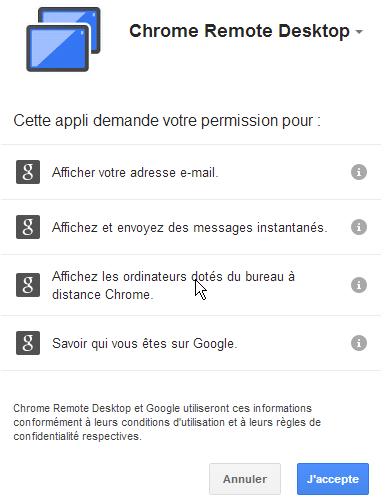 Chrome Remote Desktop
Cette appli demande votre permission pour :
g Afficher votre adresse e-mail. i
g Affichez et envoyez des messages instantanés. i
g Affichez les ordinateurs dotés du bureau à i
distance Chrome.
g Savoir qui vous êtes sur Google. i
Chrome Remote Desktop et Google utiliseront ces informations
conformément à leurs conditions d'utilisation et à leurs règles de
confidentialité respectives.
Annuler J'accepte